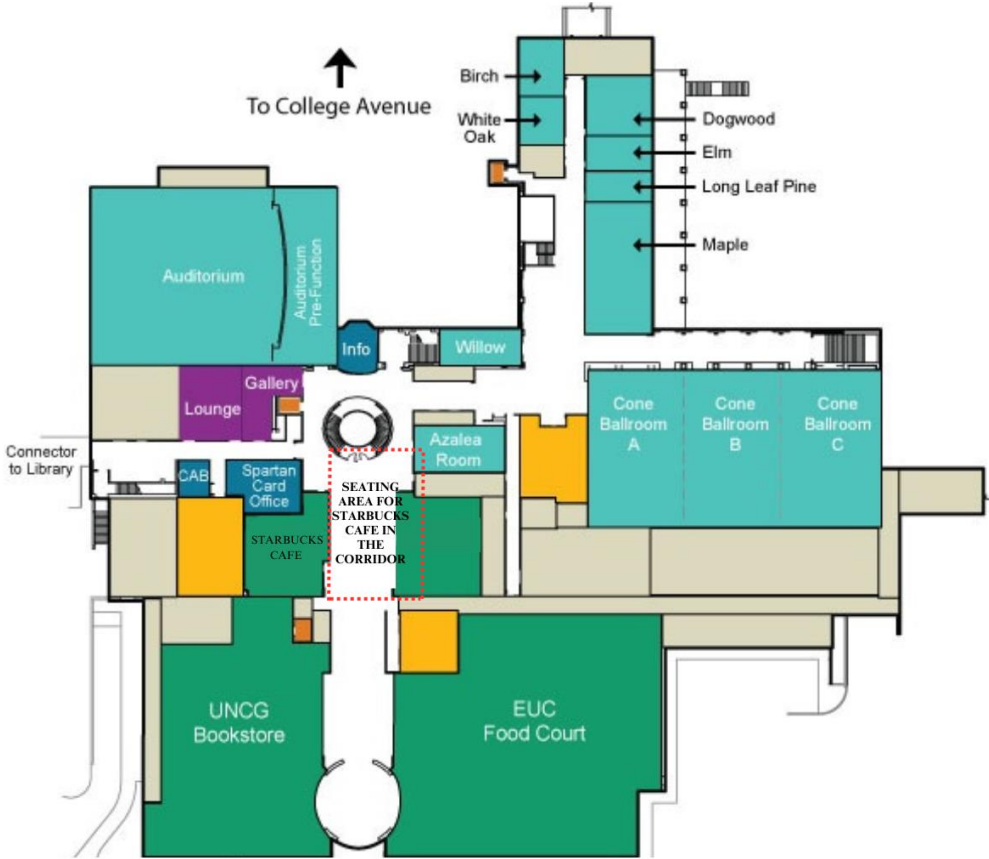 To College Avenue
Birch
White
Oak
Dogwood
Elm
Long Leaf Pine
Maple
Auditorium
Auditorium
Pre-Function
Info
Willow
Gallery
Lounge
Cone
Ballroom
A
Cone
Ballroom
B
Cone
Ballroom
C
Azalea
Room
Connector
to Library
CAB
Spartan
Card
Office
SEATING
AREA FOR
STARBUCKS
CAFE IN
THE
CORRIDOR
STARBUCKS
CAFE
UNCG
Bookstore
EUC
Food Court